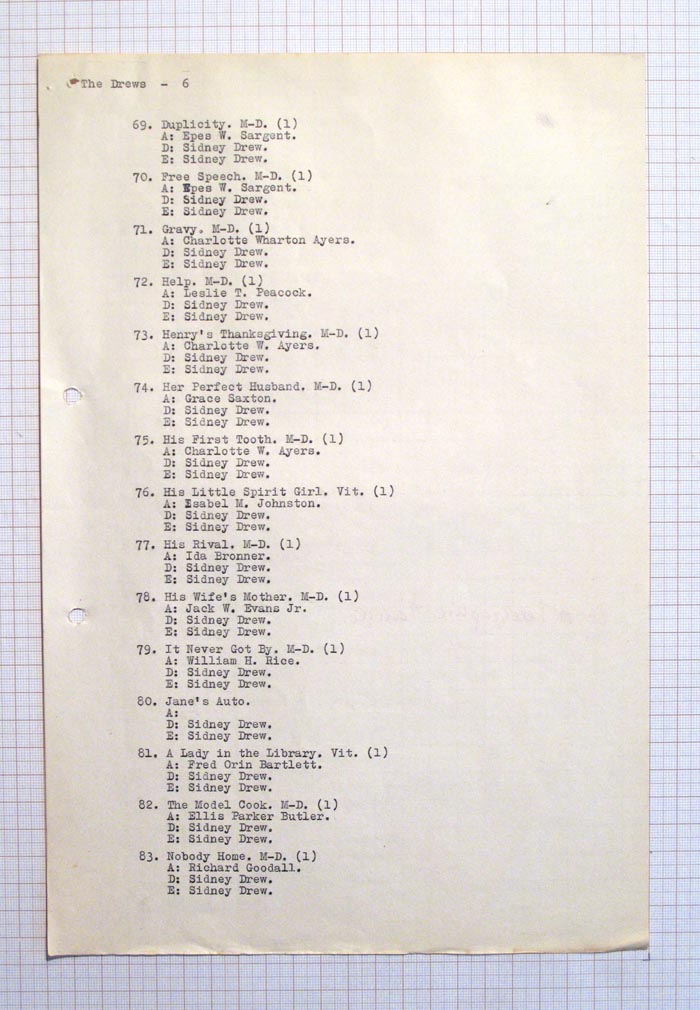 The Drews - 6
69. Duplicity. M-D. (1)
A: Epes W. Sargent.
D: Sidney Drew.
E: Sidney Drew.
70. Free Speech. M-D. (1)
A: Epes W. Sargent.
D: Sidney Drew.
E: Sidney Drew.
71. Gravy. M-D. (1)
A: Charlotte Wharton Ayers.
D: Sidney Drew.
E: Sidney Drew.
72. Help. M-D. (1)
A: Leslie T. Peacock.
D: Sidney Drew.
E: Sidney Drew.
73. Henry's Thanksgiving. M-D. (1)
A: Charlotte W. Ayers.
D: Sidney Drew.
E: Sidney Drew.
74. Her Perfect Husband. M-D. (1)
A: Grace Saxton.
D: Sidney Drew.
E: Sidney Drew.
75. His First Tooth. M-D. (1)
A: Charlotte W. Ayers.
D: Sidney Drew.
E: Sidney Drew.
76. His Little Spirit Girl. Vit. (1)
A: Isabel M. Johnston.
D: Sidney Drew.
E: Sidney Drew.
77. His Rival. M-D. (1)
A: Ida Bronner.
D: Sidney Drew.
E: Sidney Drew.
78. His Wife's Mother. M-D. (1)
A: Jack W. Evans Jr.
D: Sidney Drew.
E: Sidney Drew.
79. It Never Got By. M-D. (1)
A: William H. Rice.
D: Sidney Drew.
E: Sidney Drew.
80. Jane's Auto.
A:
D: Sidney Drew.
E: Sidney Drew.
81. A Lady in the Library. Vit. (1)
A: Fred Orin Bartlett.
D: Sidney Drew.
E: Sidney Drew.
82. The Model Cook. M-D. (1)
A: Ellis Parker Butler.
D: Sidney Drew.
E: Sidney Drew.
83. Nobody Home. M-D. (1)
A: Richard Goodall.
D: Sidney Drew.
E: Sidney Drew.